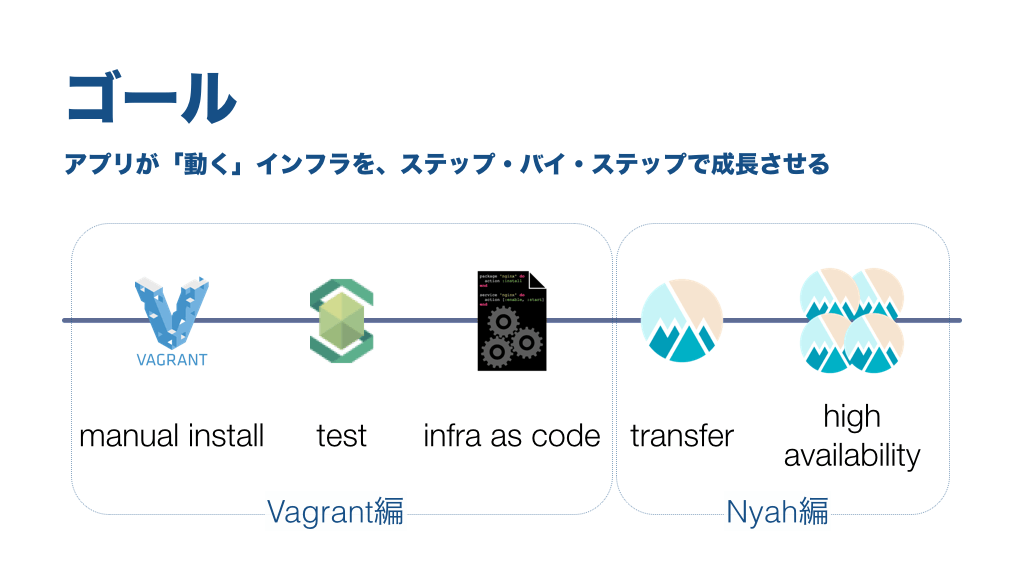 ゴール
アプリが「動く」インフラを、ステップ・バイ・ステップで成長させる
VAGRANT
package "nginx" do
action :install
end
service "nginx" do
action [:enable, :start]
end
manual install
test
infra as code
transfer
high
availability
Vagrant編
Nyah編